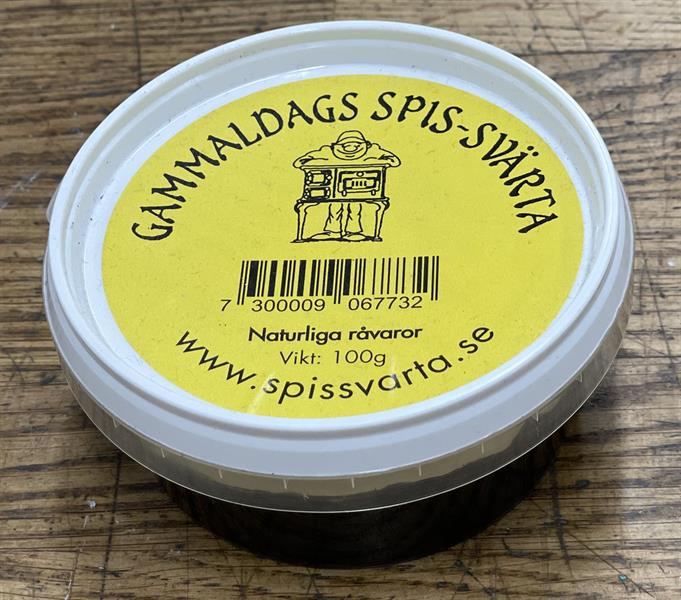 GAMMALDAGS SPIS-SVÄRTA
7 300009 067732
Naturliga råvaror
Vikt: 100g
www.spissvarta.se